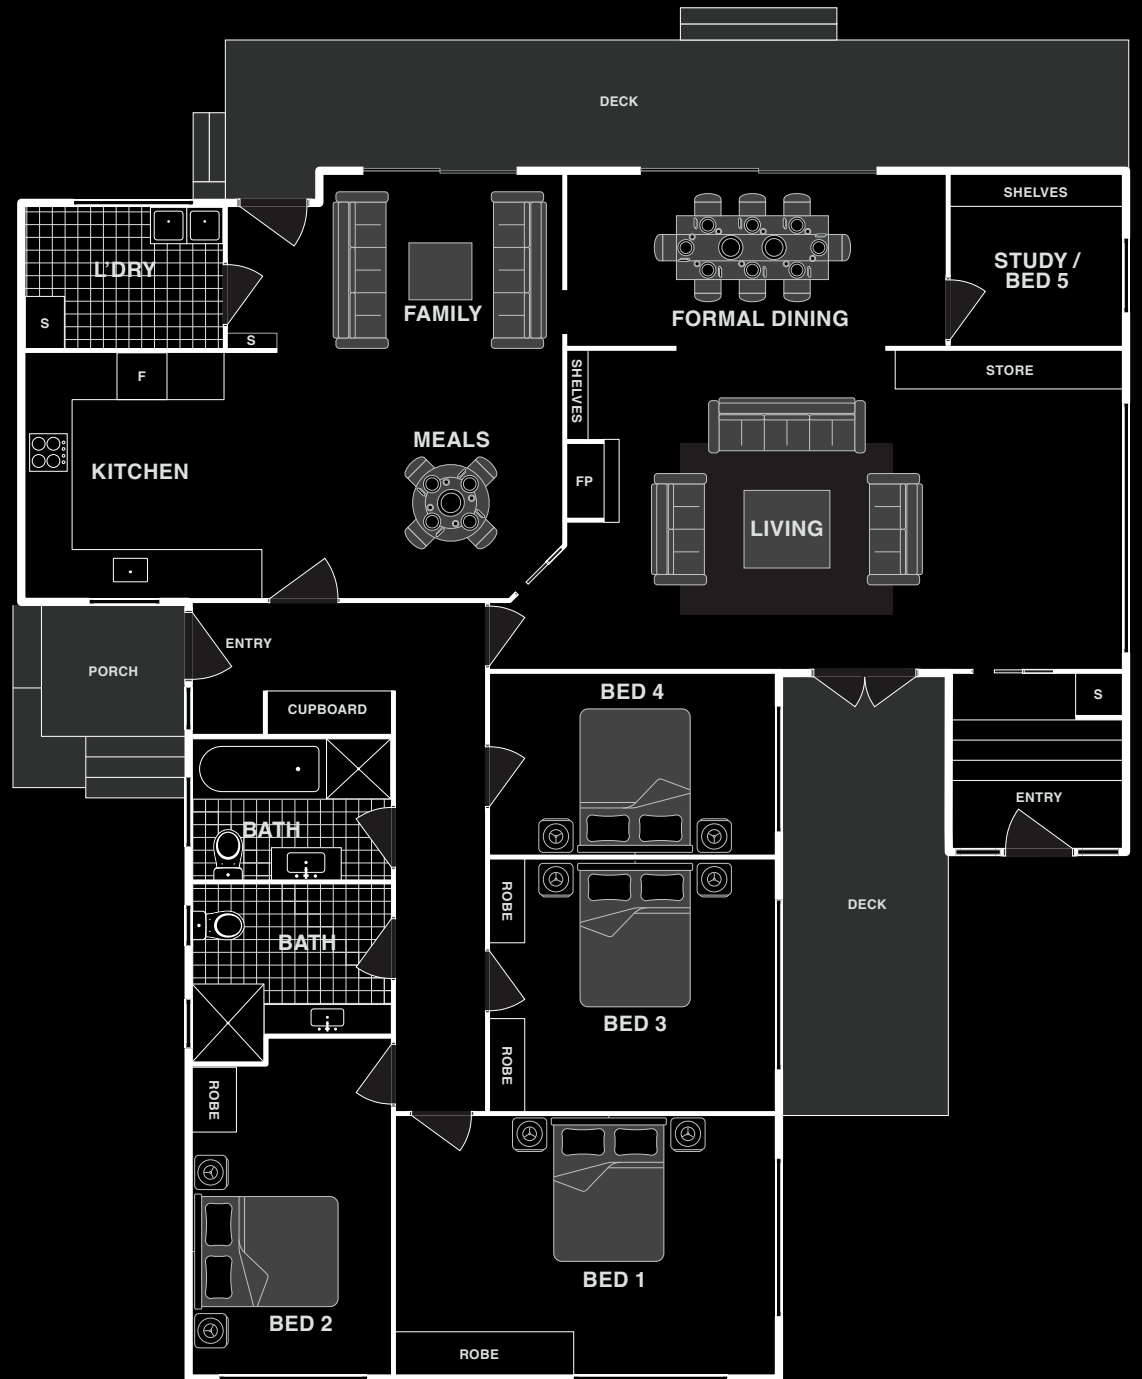 DECK
SHELVES
L'DRY
STUDY /
BED 5
FAMILY
FORMAL DINING
S
S
F
SHELVES
STORE
MEALS
KITCHEN
FP
LIVING
ENTRY
PORCH
CUPBOARD
BED 4
S
ENTRY
BATH
ROBE
DECK
BATH
BED 3
ROBE
ROBE
BED 1
BED 2
ROBE